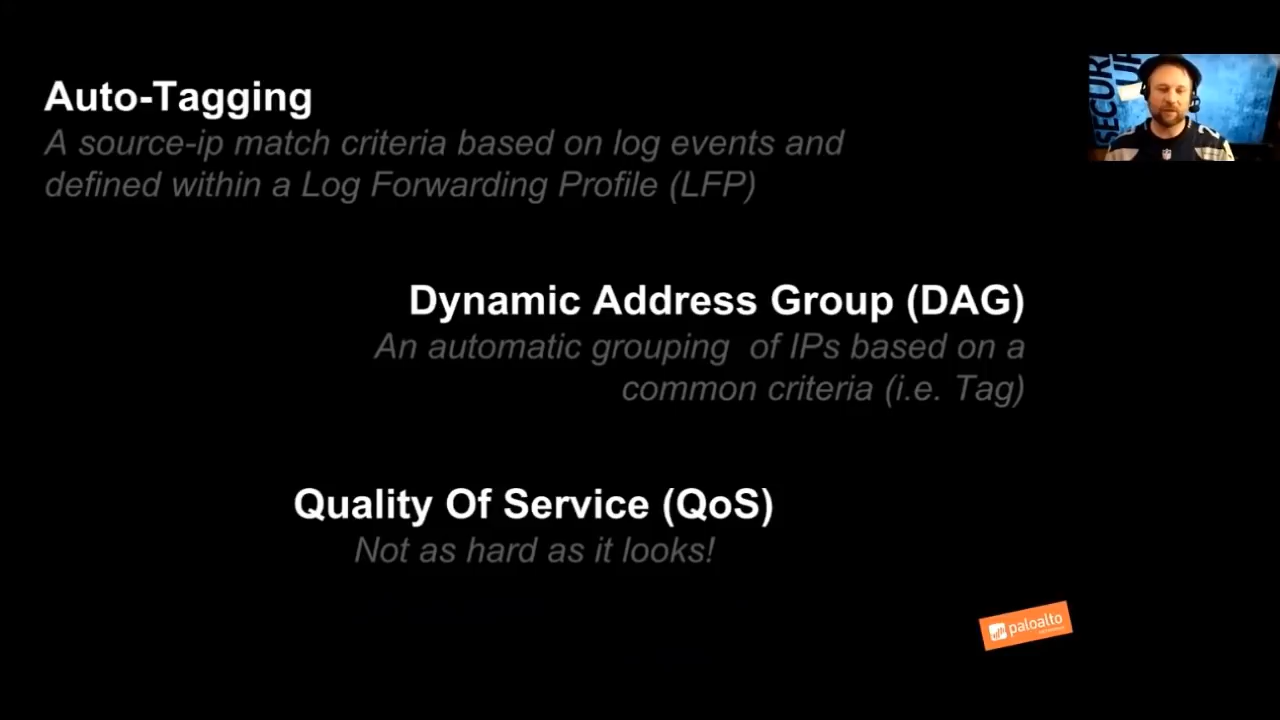 Auto-Tagging
A source-ip match criteria based on log events and
defined within a Log Forwarding Profile (LFP)
Dynamic Address Group (DAG)
An automatic grouping of IPs based on a
common criteria (i.e. Tag)
Quality Of Service (QoS)
Not as hard as it looks!
paloalto